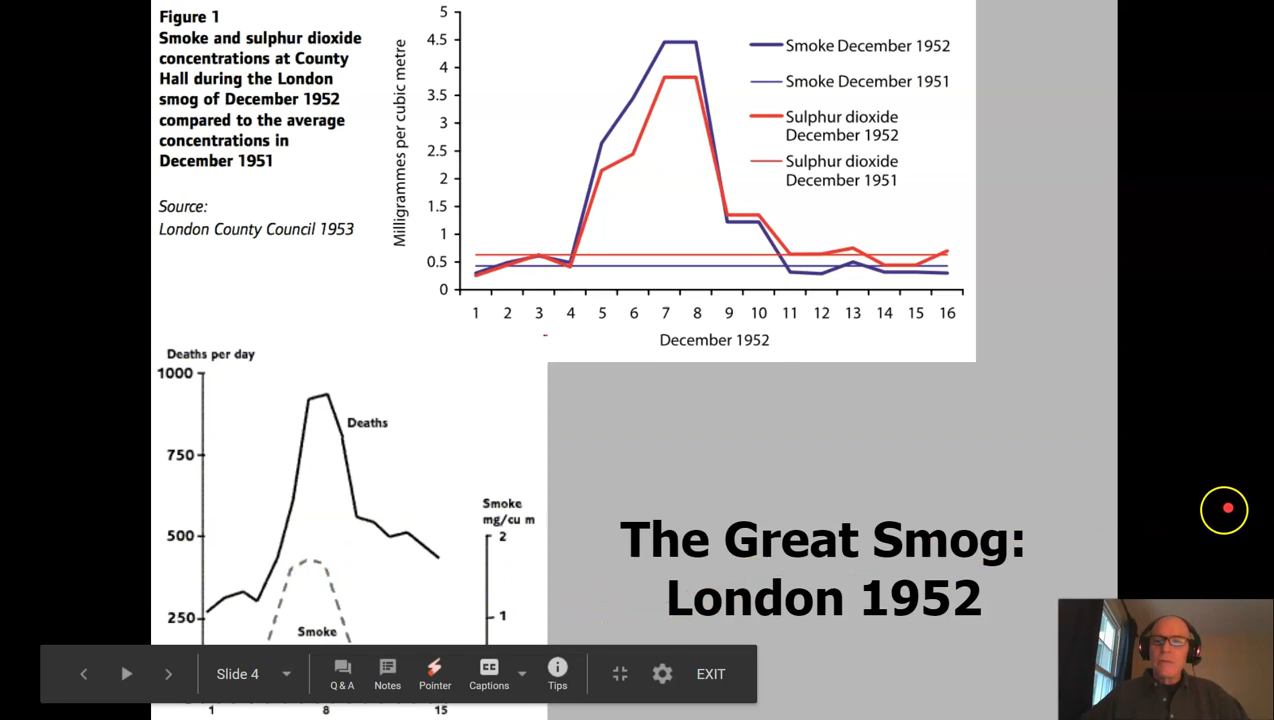 Figure 1
Smoke and sulphur dioxide
concentrations at County
Hall during the London
smog of December 1952
compared to the average
concentrations in
December 1951
Source:
London County Council 1953
Milligrammes per cubic metre
5
4.5
4
3.5
3
2.5
2
1.5
1
0.5
0
1 2 3 4 5 6 7 8 9 10 11 12 13 14 15 16
December 1952
Smoke December 1952
Smoke December 1951
Sulphur dioxide
December 1952
Sulphur dioxide
December 1951
Deaths per day
1000
750
500
250
Deaths
Smoke
mg/cu m
2
1
Smoke
1 8 15
The Great Smog:
London 1952
Slide 4
Q & A
Notes
Pointer
CC
Captions
Tips
EXIT